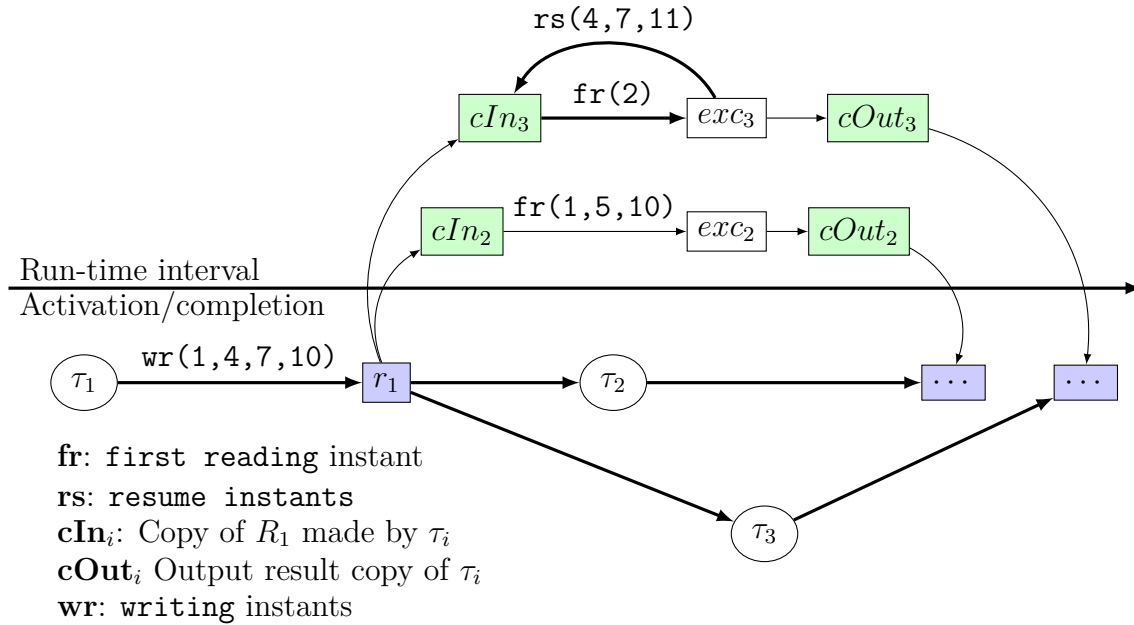 rs(4,7,11)
fr(2)
cIn₃
exc₃
cOut₃
fr(1,5,10)
cIn₂
exc₂
cOut₂
Run-time interval
Activation/completion
wr(1,4,7,10)
τ₁
r₁
τ₂
...
...
fr: first reading instant
rs: resume instants
τ₃
cInᵢ: Copy of R₁ made by τᵢ
cOutᵢ Output result copy of τᵢ
wr: writing instants